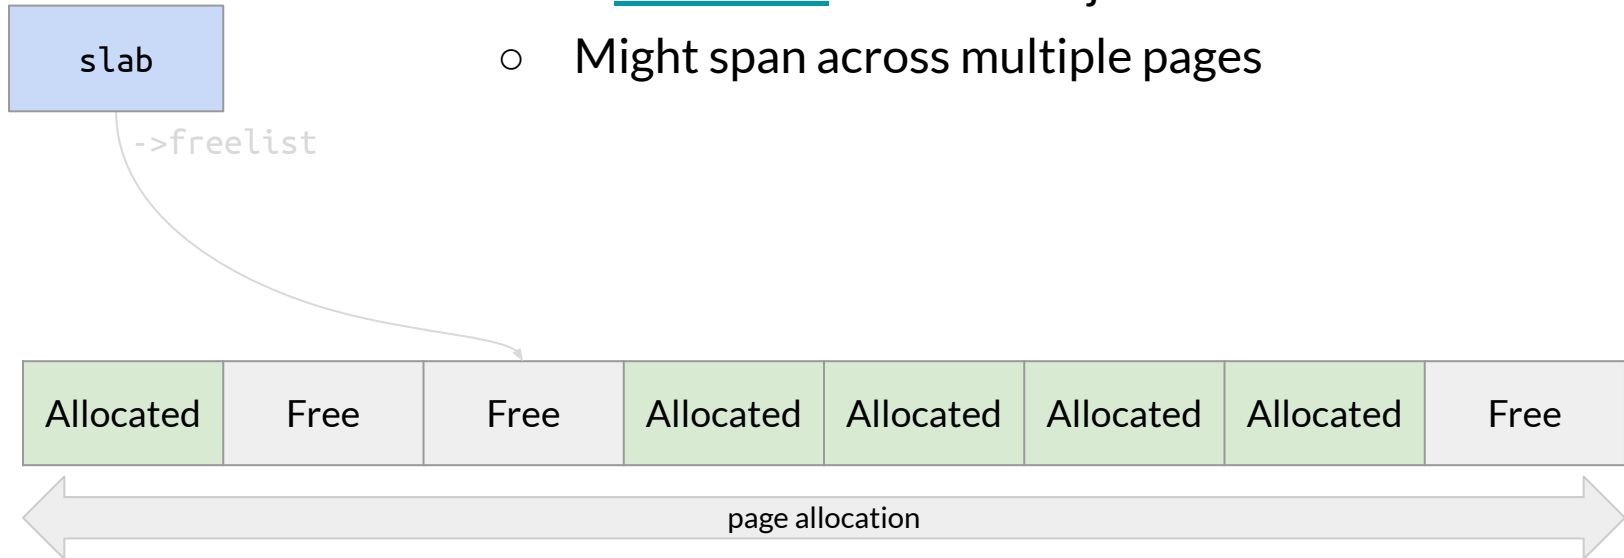 slab
○ Might span across multiple pages
->freelist
Allocated Free Free Allocated Allocated Allocated Allocated Free
page allocation